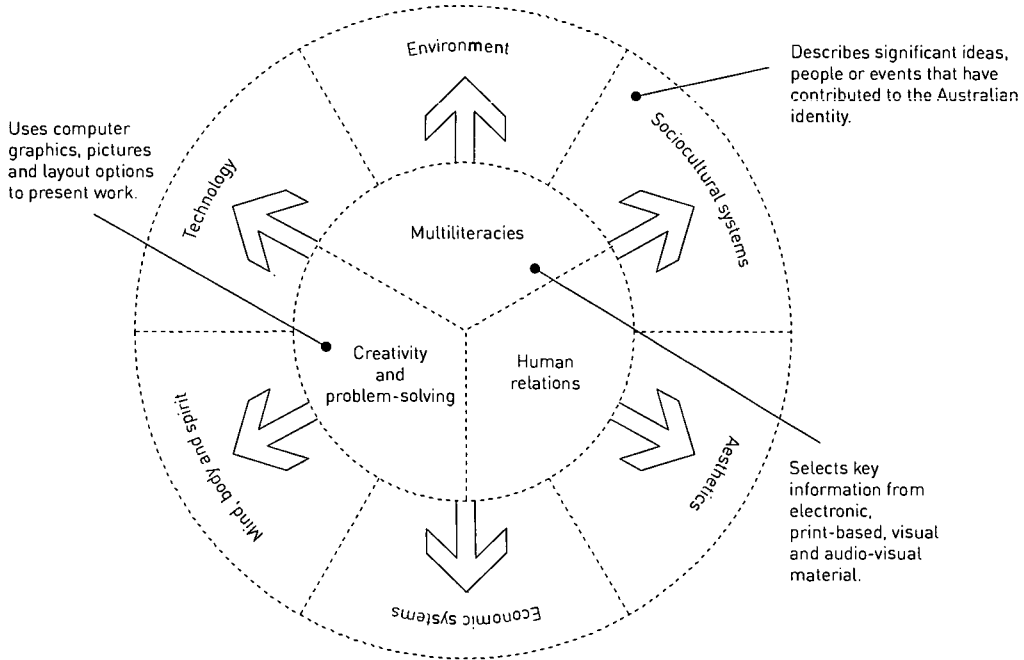 Environment
Describes significant ideas,
people or events that have
contributed to the Australian
identity.
Uses computer
graphics, pictures
and layout options
to present work.
Technology
Sociocultural systems
Multiliteracies
Creativity
and
problem-solving
Human
relations
Mind, body and spirit
Aesthetics
Selects key
information from
electronic,
print-based, visual
and audio-visual
material.
Economic systems